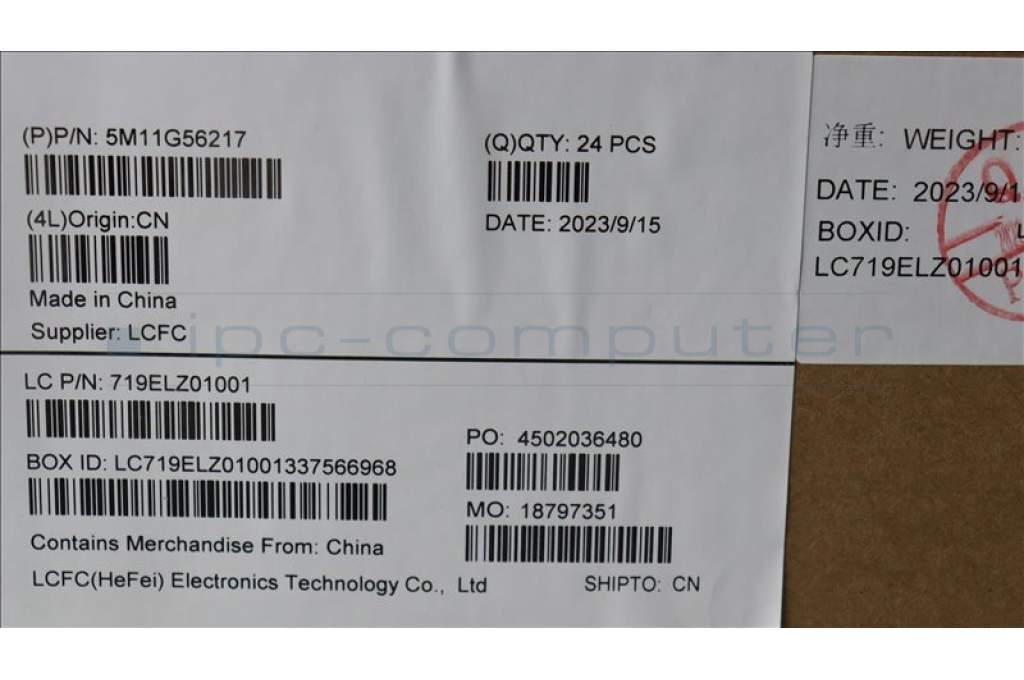 (P)P/N: 5M11G56217
(Q)QTY: 24 PCS
(4L)Origin:CN
DATE: 2023/9/15
Made in China
Supplier: LCFC
净重: WEIGHT:
DATE: 2023/9/1
BOXID:
LC719ELZ01001
ipc-computer
LC P/N: 719ELZ01001
PO: 4502036480
BOX ID: LC719ELZ01001337566968
MO: 18797351
Contains Merchandise From: China
LCFC(HeFei) Electronics Technology Co., Ltd
SHIPTO: CN